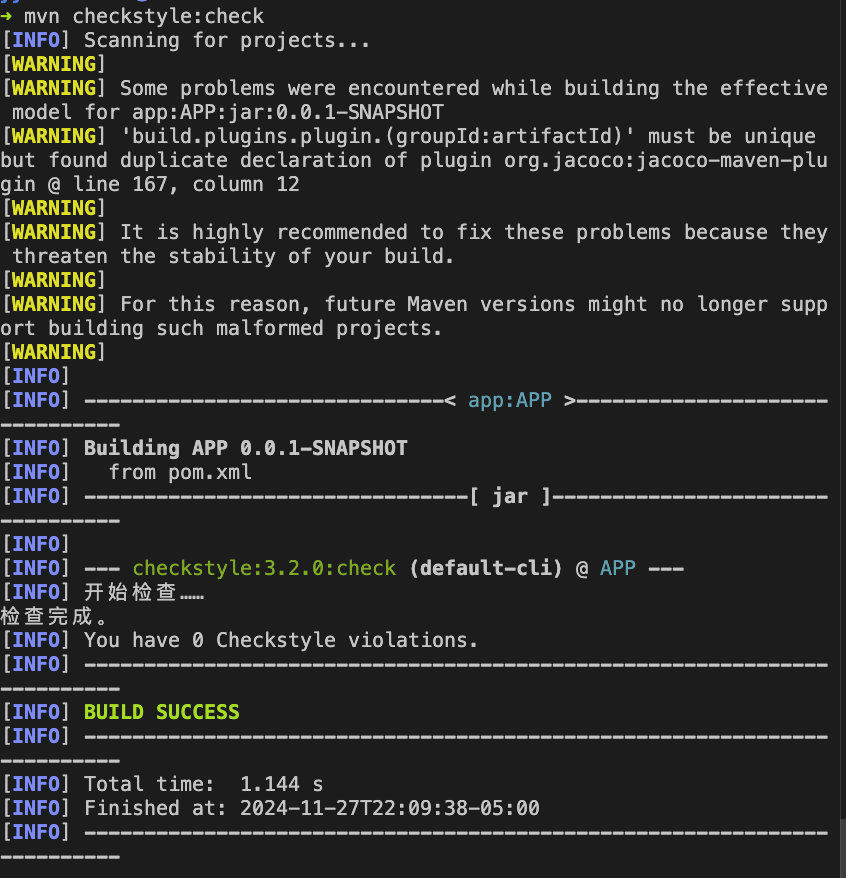 ➜ mvn checkstyle:check
[INFO] Scanning for projects...
[WARNING]
[WARNING] Some problems were encountered while building the effective
 model for app:APP:jar:0.0.1-SNAPSHOT
[WARNING] 'build.plugins.plugin.(groupId:artifactId)' must be unique
but found duplicate declaration of plugin org.jacoco:jacoco-maven-plu
gin @ line 167, column 12
[WARNING]
[WARNING] It is highly recommended to fix these problems because they
 threaten the stability of your build.
[WARNING]
[WARNING] For this reason, future Maven versions might no longer supp
ort building such malformed projects.
[WARNING]
[INFO]
[INFO] ------------------------------< app:APP >---------------------
----------
[INFO] Building APP 0.0.1-SNAPSHOT
[INFO]   from pom.xml
[INFO] --------------------------------[ jar ]-----------------------
----------
[INFO]
[INFO] --- checkstyle:3.2.0:check (default-cli) @ APP ---
[INFO] 开始检查……
检查完成。
[INFO] You have 0 Checkstyle violations.
[INFO] --------------------------------------------------------------
----------
[INFO] BUILD SUCCESS
[INFO] --------------------------------------------------------------
----------
[INFO] Total time:  1.144 s
[INFO] Finished at: 2024-11-27T22:09:38-05:00
[INFO] --------------------------------------------------------------
----------